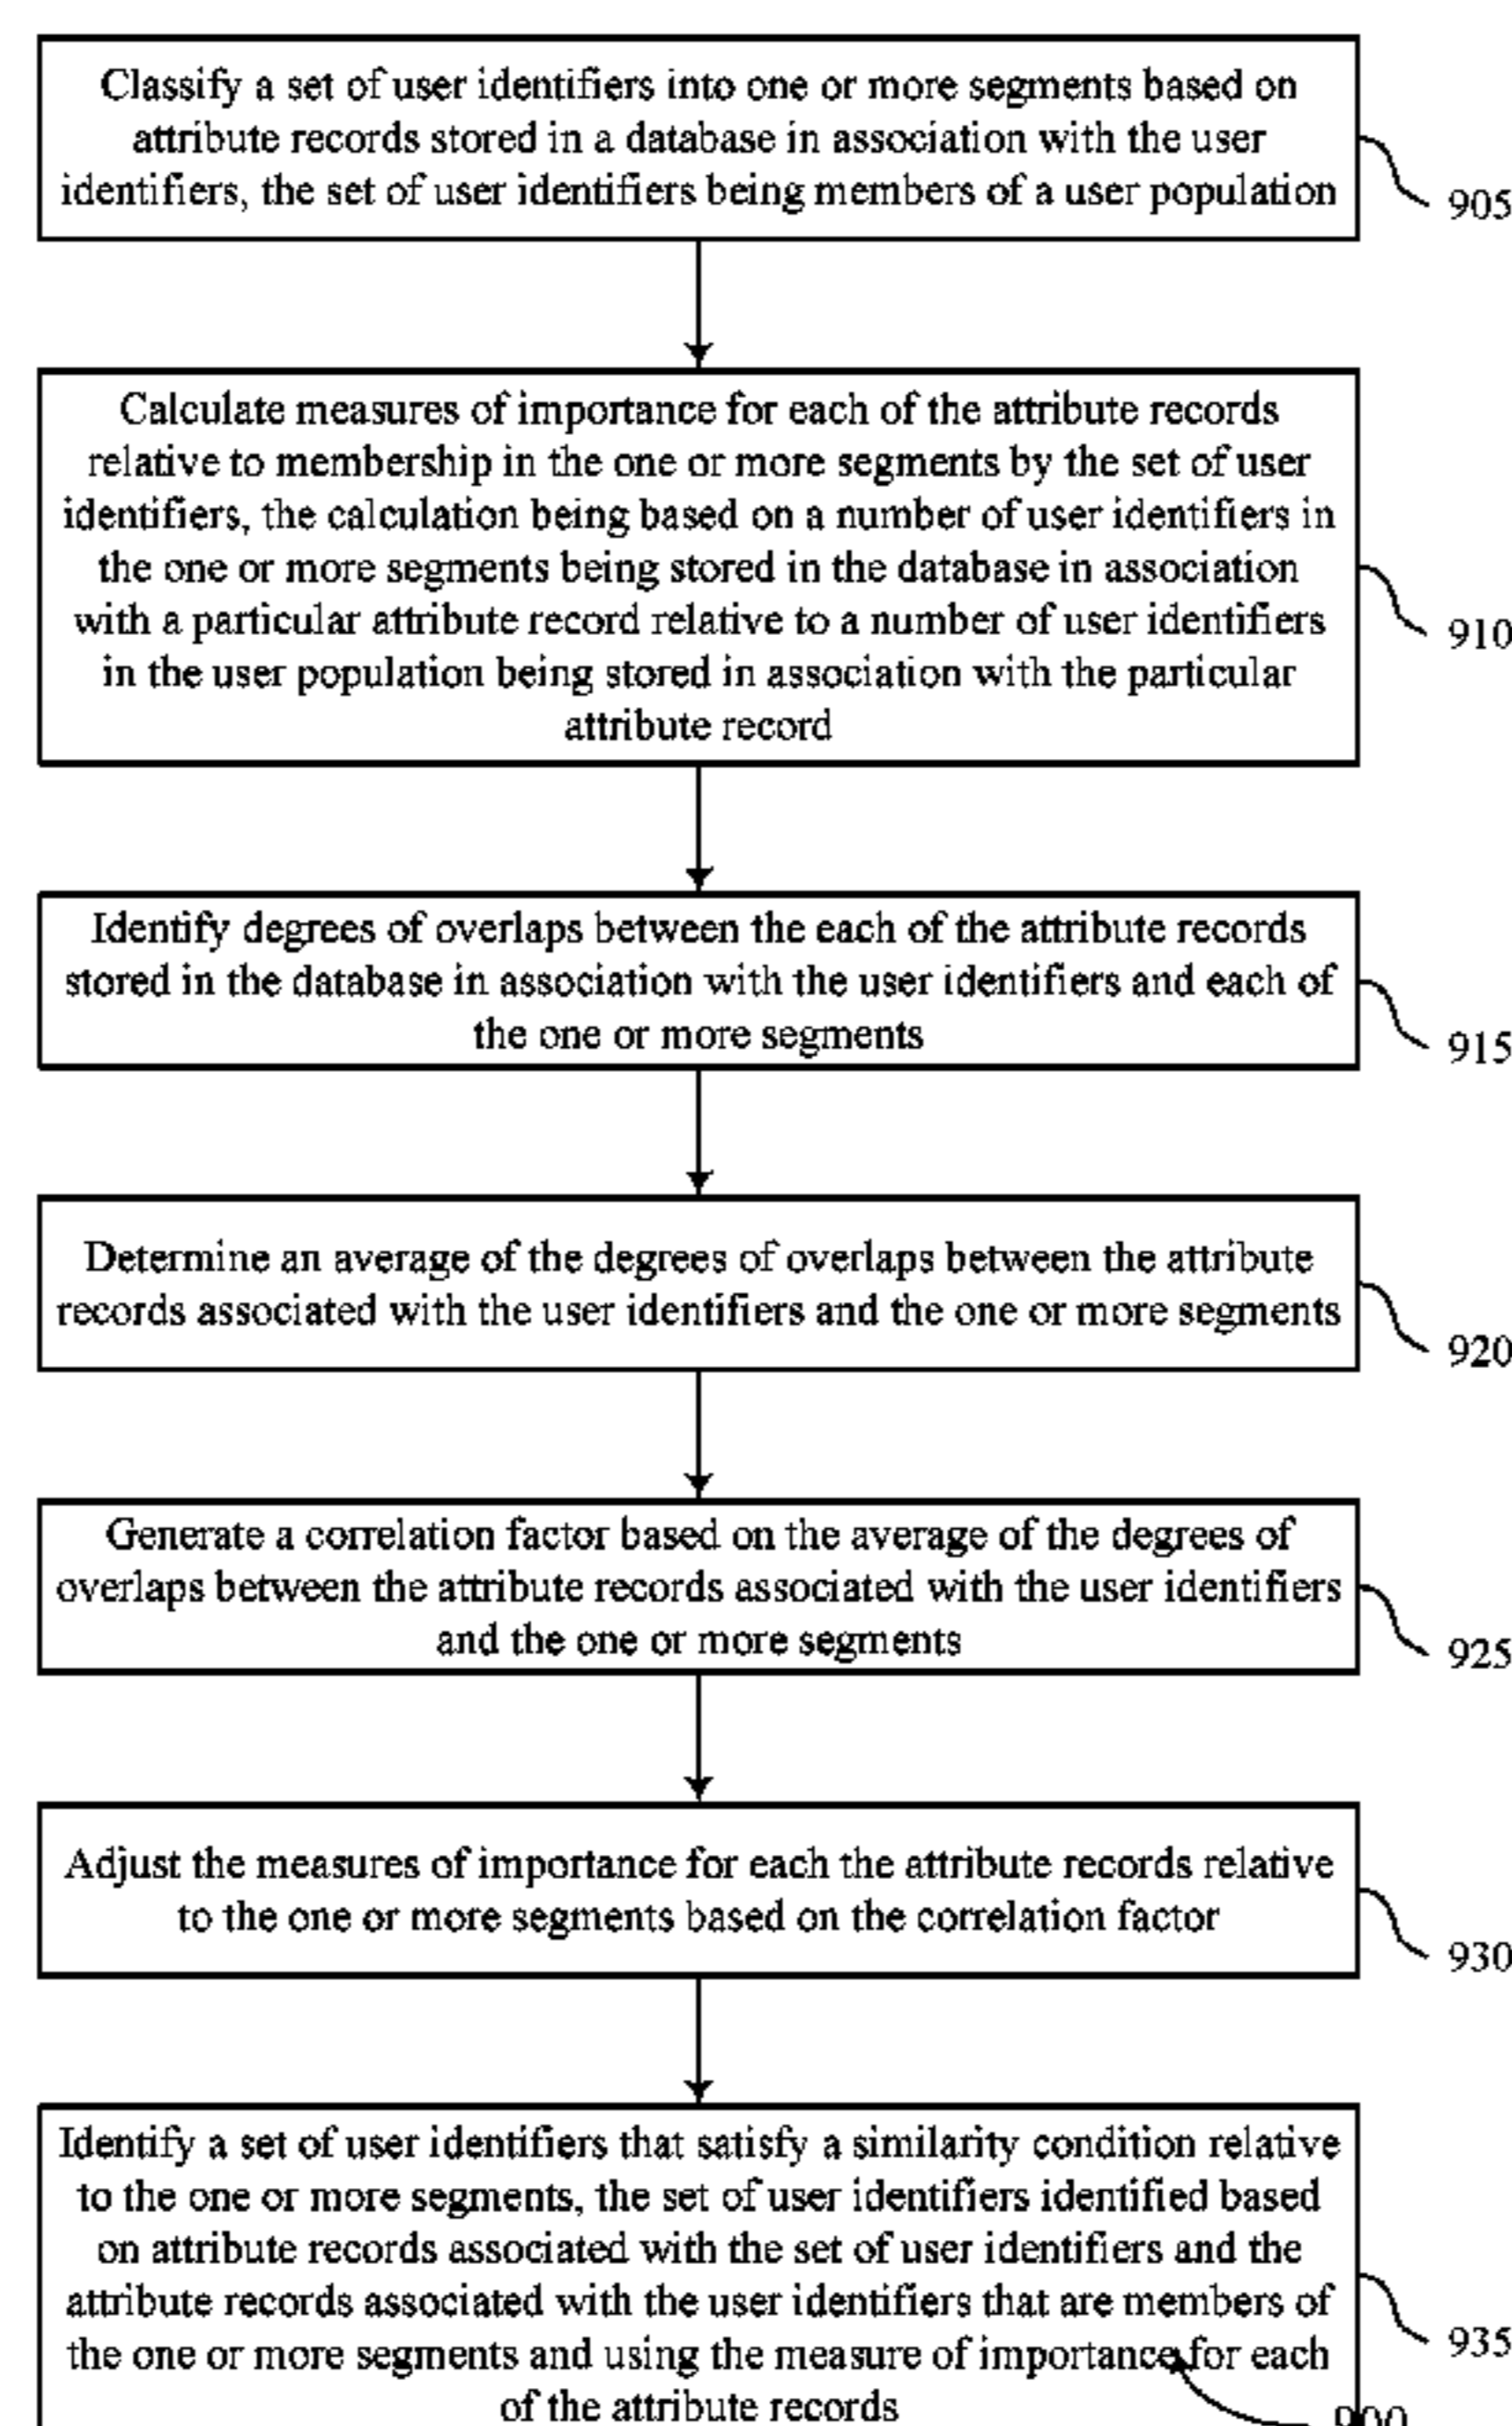 Classify a set of user identifiers into one or more segments based on
attribute records stored in a database in association with the user
identifiers, the set of user identifiers being members of a user population
905
Calculate measures of importance for each of the attribute records
relative to membership in the one or more segments by the set of user
identifiers, the calculation being based on a number of user identifiers in
the one or more segments being stored in the database in association
with a particular attribute record relative to a number of user identifiers
in the user population being stored in association with the particular
attribute record
910
Identify degrees of overlaps between the each of the attribute records
stored in the database in association with the user identifiers and each of
the one or more segments
915
Determine an average of the degrees of overlaps between the attribute
records associated with the user identifiers and the one or more segments
920
Generate a correlation factor based on the average of the degrees of
overlaps between the attribute records associated with the user identifiers
and the one or more segments
925
Adjust the measures of importance for each the attribute records relative
to the one or more segments based on the correlation factor
930
Identify a set of user identifiers that satisfy a similarity condition relative
to the one or more segments, the set of user identifiers identified based
on attribute records associated with the set of user identifiers and the
attribute records associated with the user identifiers that are members of
the one or more segments and using the measure of importance for each
of the attribute records
935
900